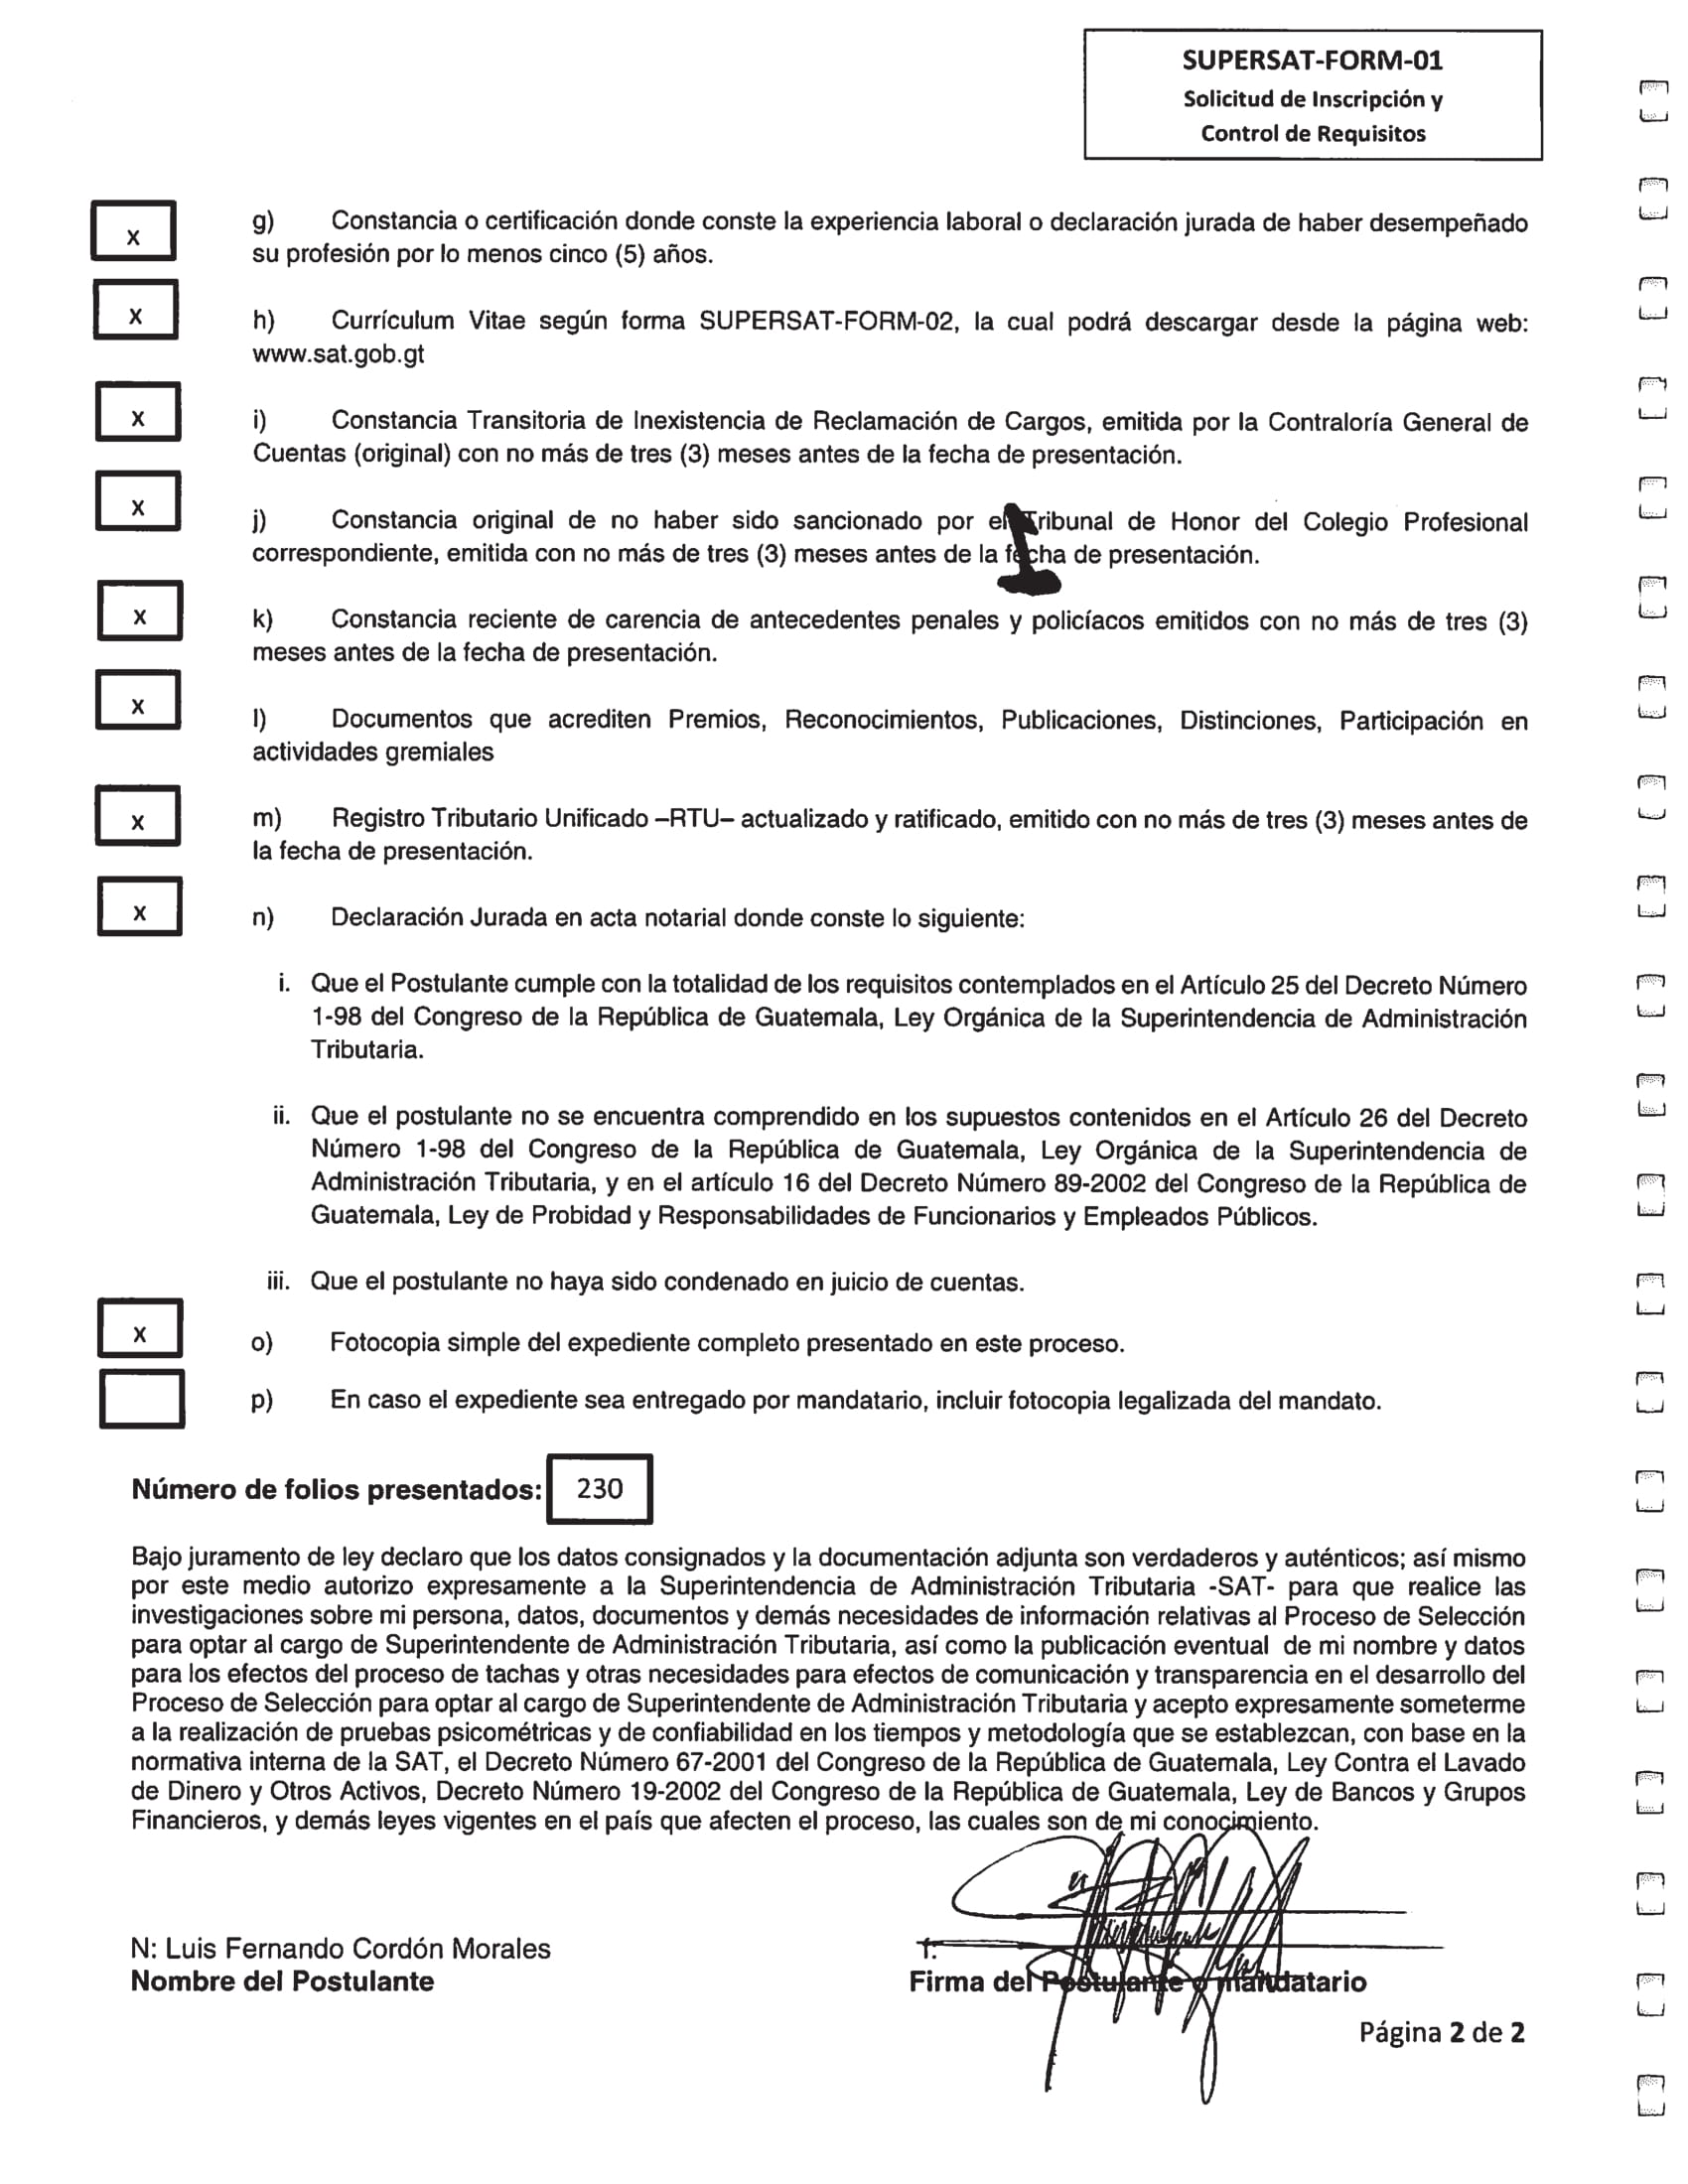 SUPERSAT-FORM-01
Solicitud de Inscripción y
Control de Requisitos
x g) Constancia o certificación donde conste la experiencia laboral o declaración jurada de haber desempeñado
su profesión por lo menos cinco (5) años.
x h) Currículum Vitae según forma SUPERSAT-FORM-02, la cual podrá descargar desde la página web:
www.sat.gob.gt
x i) Constancia Transitoria de Inexistencia de Reclamación de Cargos, emitida por la Contraloría General de
Cuentas (original) con no más de tres (3) meses antes de la fecha de presentación.
x j) Constancia original de no haber sido sancionado por el Tribunal de Honor del Colegio Profesional
correspondiente, emitida con no más de tres (3) meses antes de la fecha de presentación.
x k) Constancia reciente de carencia de antecedentes penales y policíacos emitidos con no más de tres (3)
meses antes de la fecha de presentación.
x l) Documentos que acrediten Premios, Reconocimientos, Publicaciones, Distinciones, Participación en
actividades gremiales
x m) Registro Tributario Unificado –RTU– actualizado y ratificado, emitido con no más de tres (3) meses antes de
la fecha de presentación.
x n) Declaración Jurada en acta notarial donde conste lo siguiente:
i. Que el Postulante cumple con la totalidad de los requisitos contemplados en el Artículo 25 del Decreto Número
1-98 del Congreso de la República de Guatemala, Ley Orgánica de la Superintendencia de Administración
Tributaria.
ii. Que el postulante no se encuentra comprendido en los supuestos contenidos en el Artículo 26 del Decreto
Número 1-98 del Congreso de la República de Guatemala, Ley Orgánica de la Superintendencia de
Administración Tributaria, y en el artículo 16 del Decreto Número 89-2002 del Congreso de la República de
Guatemala, Ley de Probidad y Responsabilidades de Funcionarios y Empleados Públicos.
iii. Que el postulante no haya sido condenado en juicio de cuentas.
x o) Fotocopia simple del expediente completo presentado en este proceso.
p) En caso el expediente sea entregado por mandatario, incluir fotocopia legalizada del mandato.
Número de folios presentados: 230
Bajo juramento de ley declaro que los datos consignados y la documentación adjunta son verdaderos y auténticos; así mismo
por este medio autorizo expresamente a la Superintendencia de Administración Tributaria -SAT- para que realice las
investigaciones sobre mi persona, datos, documentos y demás necesidades de información relativas al Proceso de Selección
para optar al cargo de Superintendente de Administración Tributaria, así como la publicación eventual de mi nombre y datos
para los efectos del proceso de tachas y otras necesidades para efectos de comunicación y transparencia en el desarrollo del
Proceso de Selección para optar al cargo de Superintendente de Administración Tributaria y acepto expresamente someterme
a la realización de pruebas psicométricas y de confiabilidad en los tiempos y metodología que se establezcan, con base en la
normativa interna de la SAT, el Decreto Número 67-2001 del Congreso de la República de Guatemala, Ley Contra el Lavado
de Dinero y Otros Activos, Decreto Número 19-2002 del Congreso de la República de Guatemala, Ley de Bancos y Grupos
Financieros, y demás leyes vigentes en el país que afecten el proceso, las cuales son de mi conocimiento.
N: Luis Fernando Cordón Morales f:
Nombre del Postulante Firma del Postulante o mandatario
Página 2 de 2